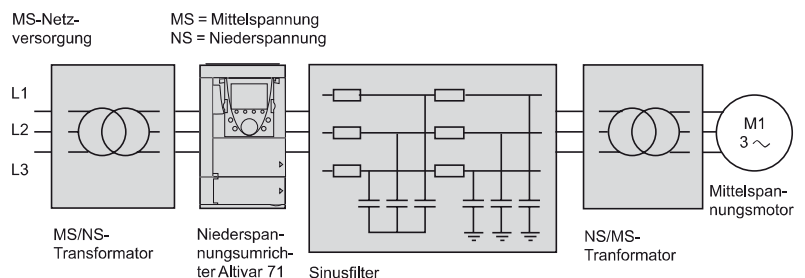 MS-Netz-
versorgung
MS = Mittelspannung
NS = Niederspannung
L1
L2
L3
M1
3 ~
MS/NS-
Transformator
Niederspan-
nungsumrich-
ter Altivar 71
Sinusfilter
NS/MS-
Tranformator
Mittelspan-
nungsmotor